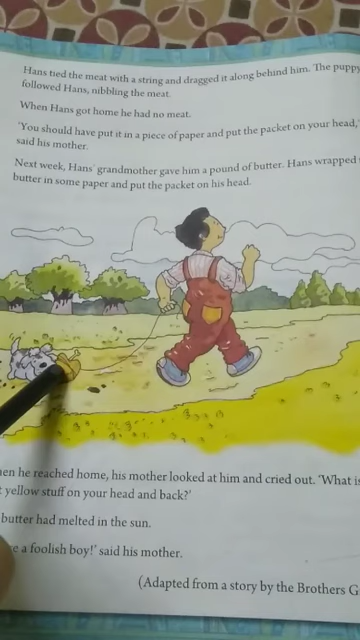 Hans tied the meat with a string and dragged it along behind him. The puppy
followed Hans, nibbling the meat.
When Hans got home he had no meat.
'You should have put it in a piece of paper and put the packet on your head,'
said his mother.
Next week, Hans' grandmother gave him a pound of butter. Hans wrapped
butter in some paper and put the packet on his head.
he reached home, his mother looked at him and cried out. 'What is
yellow stuff on your head and back?'
butter had melted in the sun.
a foolish boy!' said his mother.
(Adapted from a story by the Brothers G